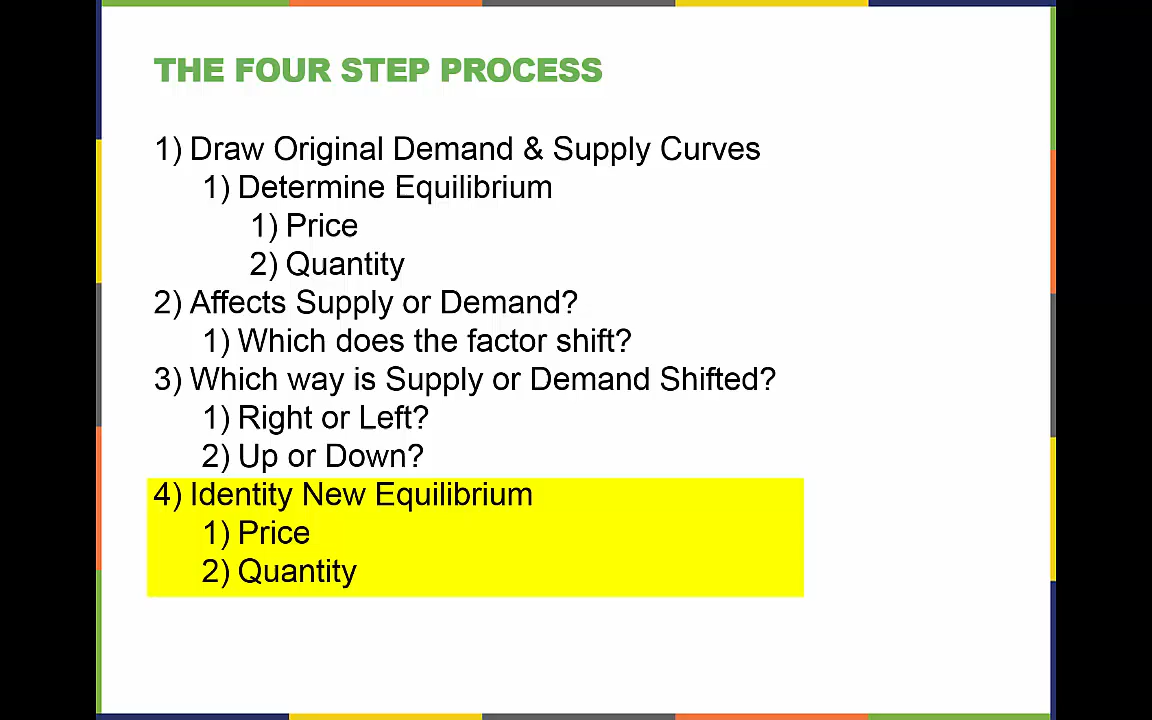 THE FOUR STEP PROCESS
1) Draw Original Demand & Supply Curves
1) Determine Equilibrium
1) Price
2) Quantity
2) Affects Supply or Demand?
1) Which does the factor shift?
3) Which way is Supply or Demand Shifted?
1) Right or Left?
2) Up or Down?
4) Identity New Equilibrium
1) Price
2) Quantity